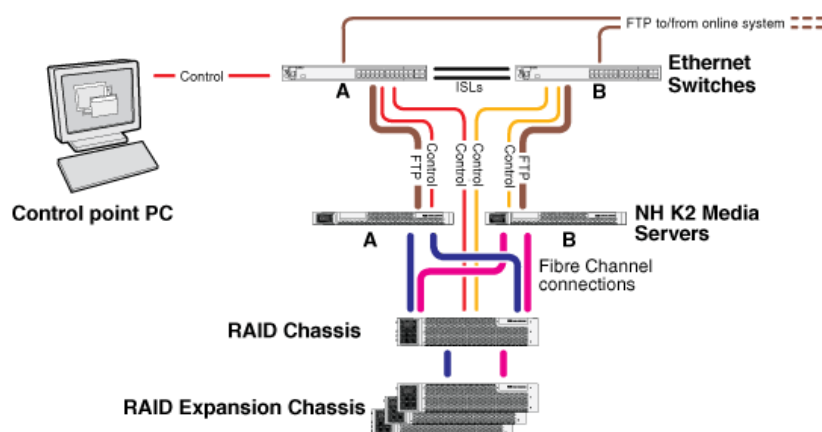 FTP to/from online system
Control
ISLs
A
B
Ethernet
Switches
FTP
Control
Control
Control
Control
FTP
Control point PC
A
B
NH K2 Media
Servers
Fibre Channel
connections
RAID Chassis
RAID Expansion Chassis